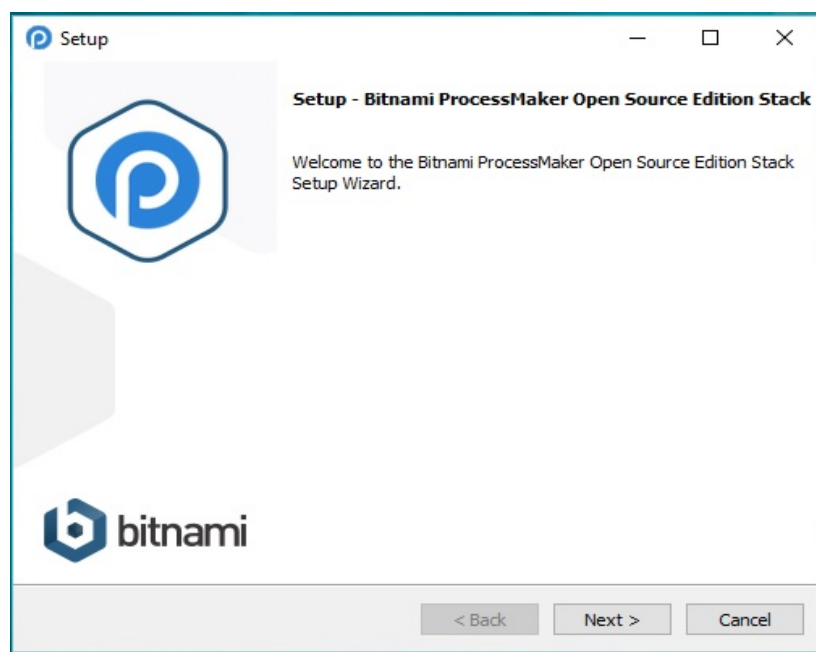 Setup
Setup - Bitnami ProcessMaker Open Source Edition Stack
Welcome to the Bitnami ProcessMaker Open Source Edition Stack
Setup Wizard.
bitnami
< Back Next > Cancel